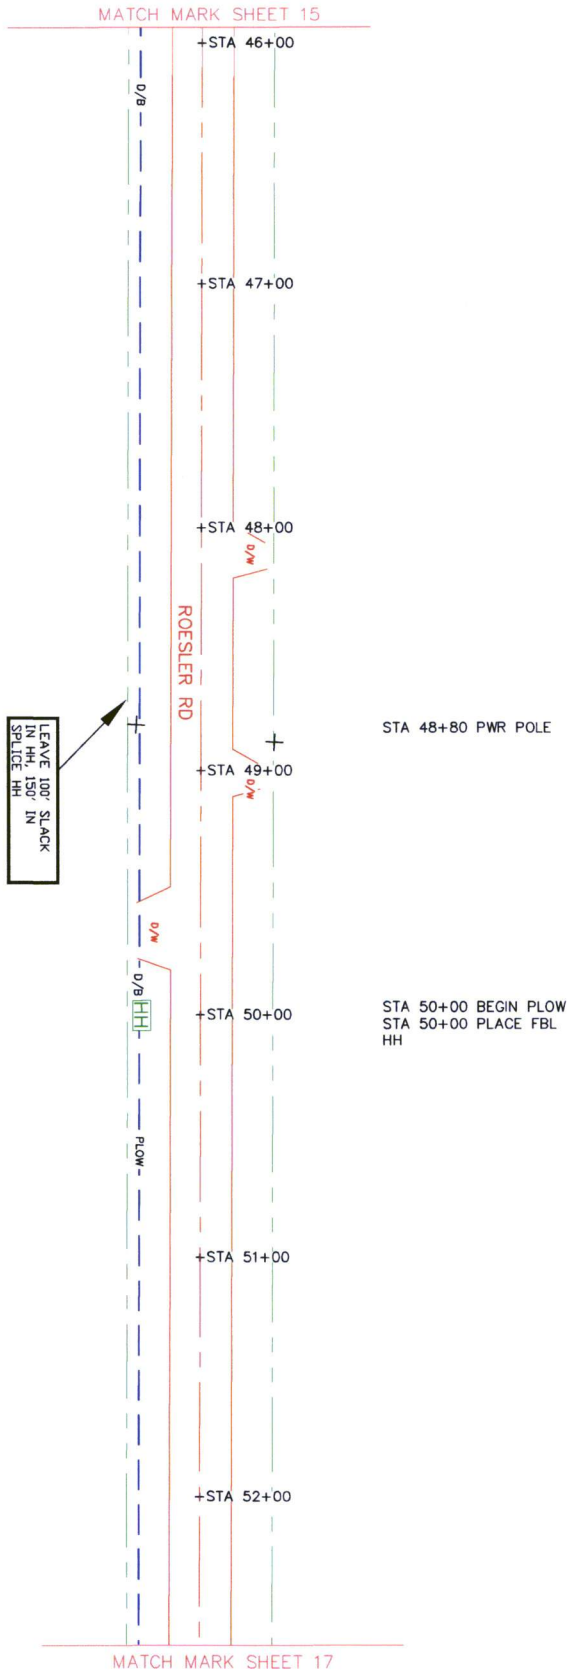 MATCH MARK SHEET 15
+STA 46+00
D/B
+STA 47+00
+STA 48+00
D/W
ROESLER RD
LEAVE 100' SLACK
IN HH, 150' IN
SPLICE HH
STA 48+80 PWR POLE
+STA 49+00
D/W
D/W
D/B
HH
+STA 50+00
STA 50+00 BEGIN PLOW
STA 50+00 PLACE FBL
HH
PLOW
+STA 51+00
+STA 52+00
MATCH MARK SHEET 17